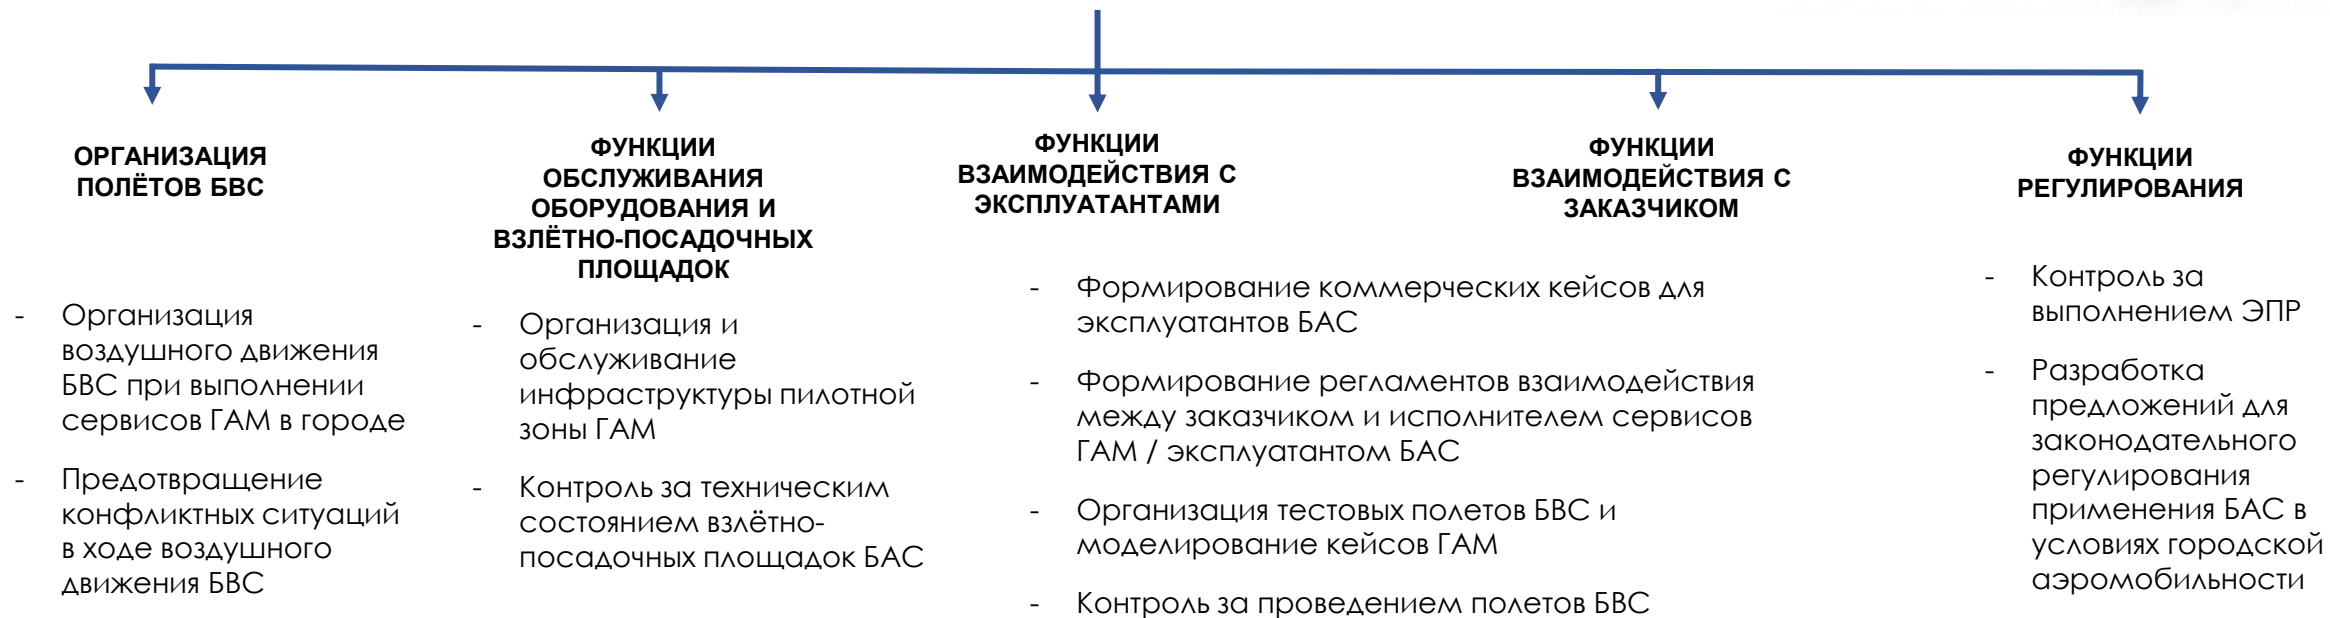 ОРГАНИЗАЦИЯ
ПОЛЁТОВ БВС
- Организация
воздушного движения
БВС при выполнении
сервисов ГАМ в городе
- Предотвращение
конфликтных ситуаций
в ходе воздушного
движения БВС
ФУНКЦИИ
ОБСЛУЖИВАНИЯ
ОБОРУДОВАНИЯ И
ВЗЛЁТНО-ПОСАДОЧНЫХ
ПЛОЩАДОК
- Организация и
обслуживание
инфраструктуры пилотной
зоны ГАМ
- Контроль за техническим
состоянием взлётно-
посадочных площадок БАС
ФУНКЦИИ
ВЗАИМОДЕЙСТВИЯ С
ЭКСПЛУАТАНТАМИ
ФУНКЦИИ
ВЗАИМОДЕЙСТВИЯ С
ЗАКАЗЧИКОМ
- Формирование коммерческих кейсов для
эксплуатантов БАС
- Формирование регламентов взаимодействия
между заказчиком и исполнителем сервисов
ГАМ / эксплуатантом БАС
- Организация тестовых полетов БВС и
моделирование кейсов ГАМ
- Контроль за проведением полетов БВС
ФУНКЦИИ
РЕГУЛИРОВАНИЯ
- Контроль за
выполнением ЭПР
- Разработка
предложений для
законодательного
регулирования
применения БАС в
условиях городской
аэромобильности